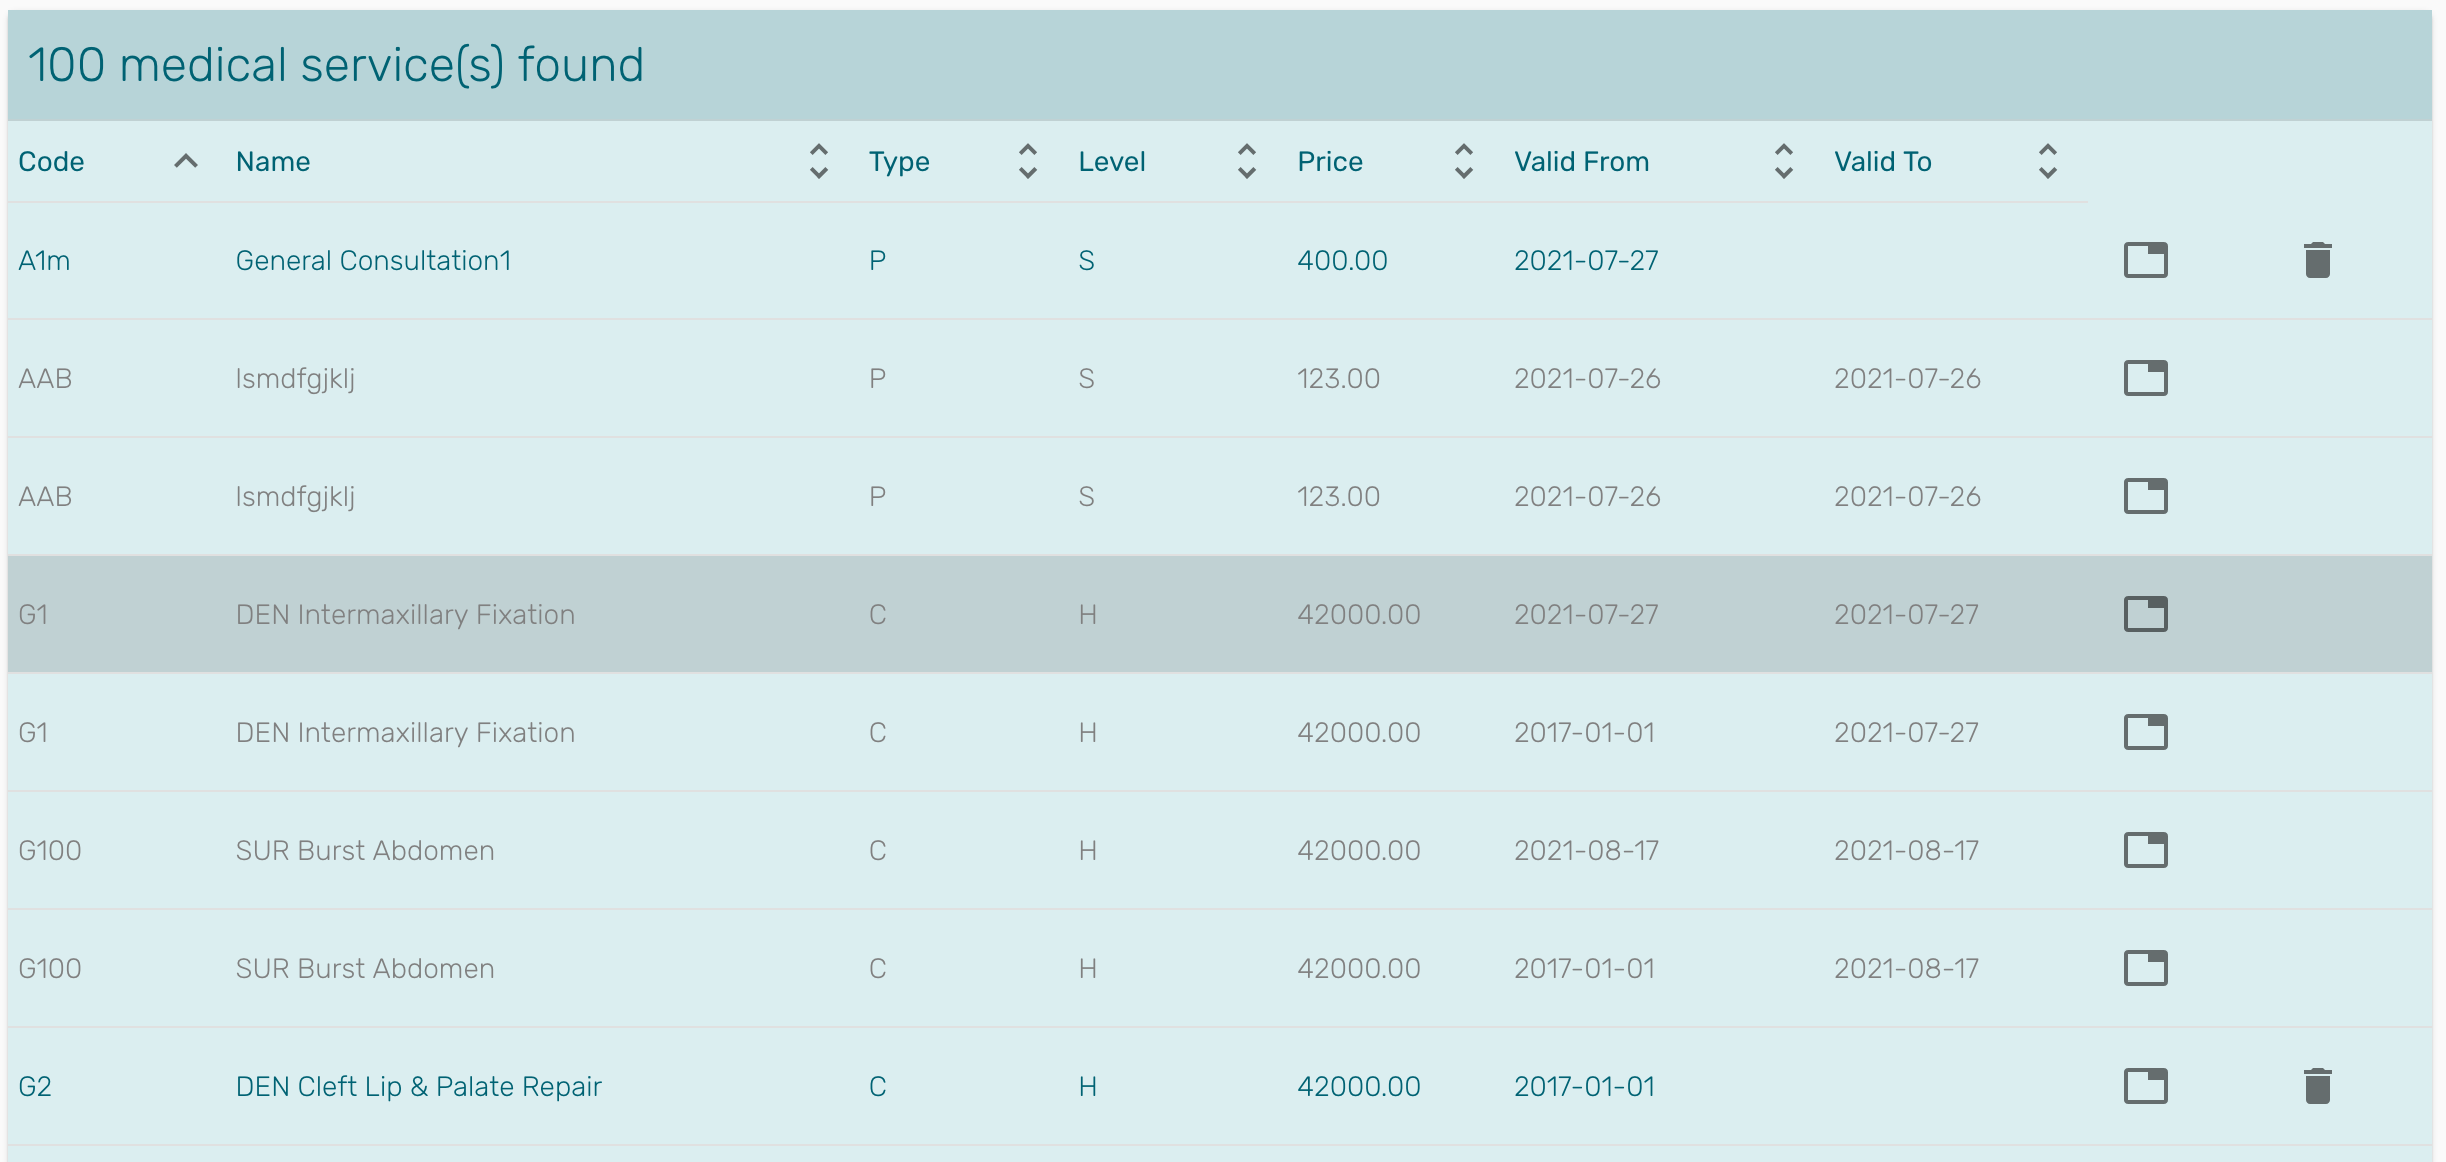 100 medical service(s) found
Code Name Type Level Price Valid From Valid To
A1m General Consultation1 P S 400.00 2021-07-27
AAB lsmdfgjklj P S 123.00 2021-07-26 2021-07-26
AAB lsmdfgjklj P S 123.00 2021-07-26 2021-07-26
G1 DEN Intermaxillary Fixation C H 42000.00 2021-07-27 2021-07-27
G1 DEN Intermaxillary Fixation C H 42000.00 2017-01-01 2021-07-27
G100 SUR Burst Abdomen C H 42000.00 2021-08-17 2021-08-17
G100 SUR Burst Abdomen C H 42000.00 2017-01-01 2021-08-17
G2 DEN Cleft Lip & Palate Repair C H 42000.00 2017-01-01